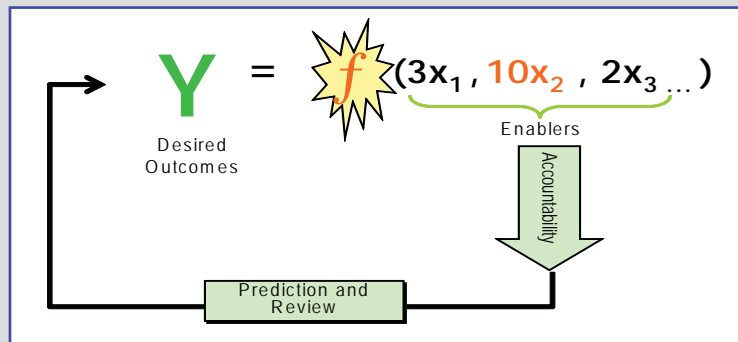 Y = f (3x₁, 10x₂, 2x₃...)
Desired
Outcomes
Enablers
Accountability
Prediction and
Review